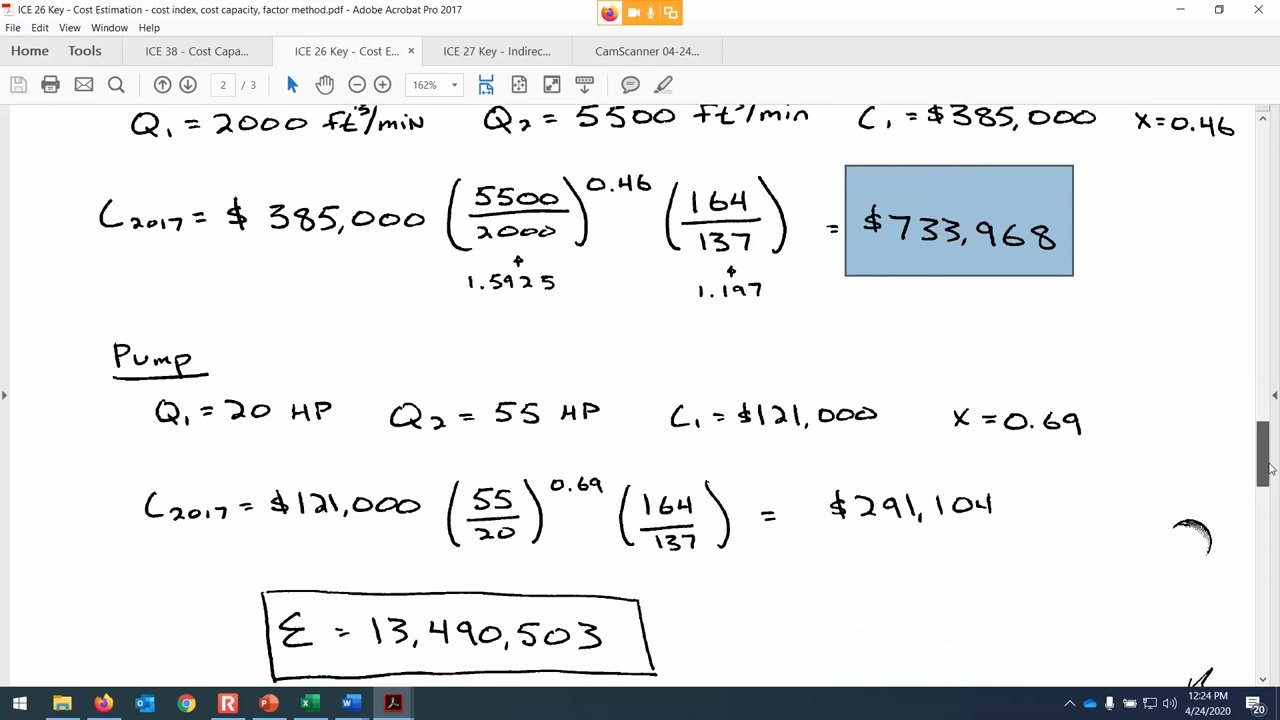 ICE 26 Key - Cost Estimation - cost index, cost capacity, factor method.pdf - Adobe Acrobat Pro 2017
File Edit View Window Help
Home Tools ICE 38 - Cost Capa... ICE 26 Key - Cost E... × ICE 27 Key - Indirec... CamScanner 04-24...
2 / 3 162%
Q1 = 2000 ft³/min Q2 = 5500 ft³/min C1 = $385,000 x = 0.46
C2017 = $ 385,000 (5500/2000)^0.46 (164/137) = $733,968
1.5925 1.197
Pump
Q1 = 20 HP Q2 = 55 HP C1 = $121,000 x = 0.69
C2017 = $121,000 (55/20)^0.69 (164/137) = $291,104
Σ = 13,490,503
12:24 PM
4/24/2020
20